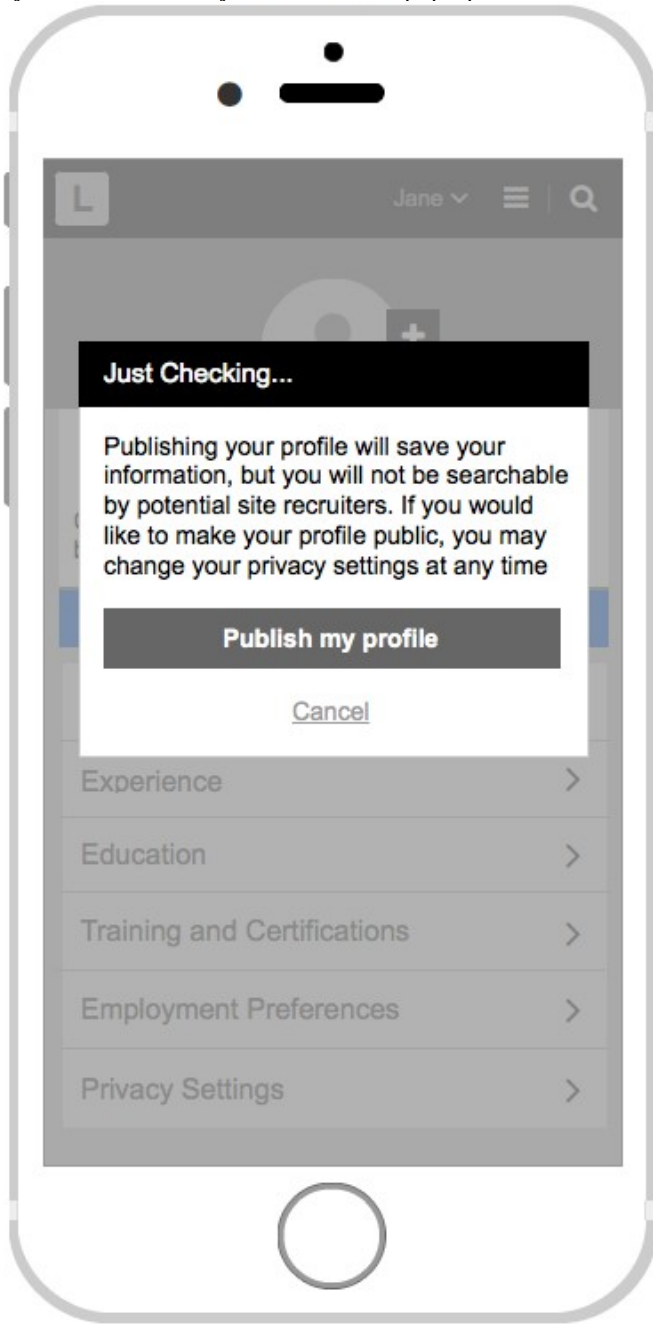 L
Jane
Just Checking...
Publishing your profile will save your
information, but you will not be searchable
by potential site recruiters. If you would
like to make your profile public, you may
change your privacy settings at any time
Publish my profile
Cancel
Experience
Education
Training and Certifications
Employment Preferences
Privacy Settings